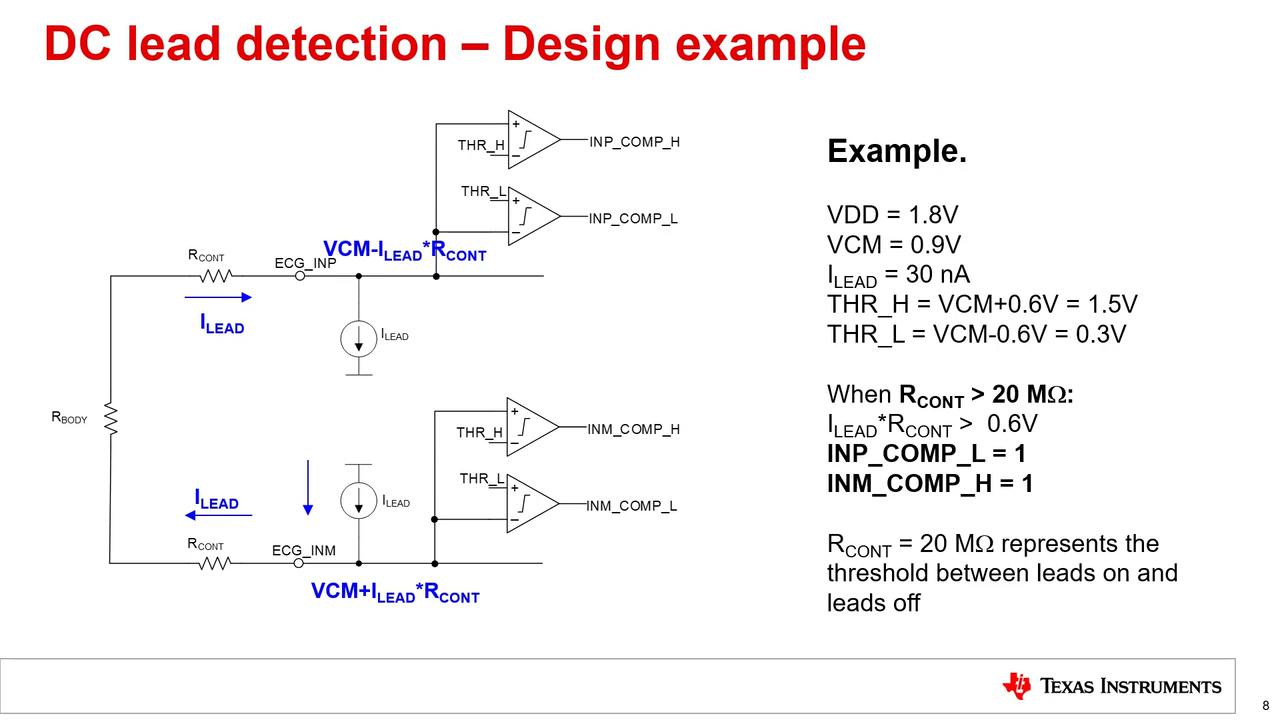 DC lead detection – Design example
THR_H
+
−
INP_COMP_H
THR_L
+
−
INP_COMP_L
VCM-ILEAD*RCONT
RCONT
ECG_INP
ILEAD
ILEAD
RBODY
THR_H
+
−
INM_COMP_H
THR_L
+
−
INM_COMP_L
ILEAD
ILEAD
RCONT
ECG_INM
VCM+ILEAD*RCONT
Example.
VDD = 1.8V
VCM = 0.9V
ILEAD = 30 nA
THR_H = VCM+0.6V = 1.5V
THR_L = VCM-0.6V = 0.3V
When RCONT > 20 MΩ:
ILEAD*RCONT > 0.6V
INP_COMP_L = 1
INM_COMP_H = 1
RCONT = 20 MΩ represents the
threshold between leads on and
leads off
TEXAS INSTRUMENTS
8